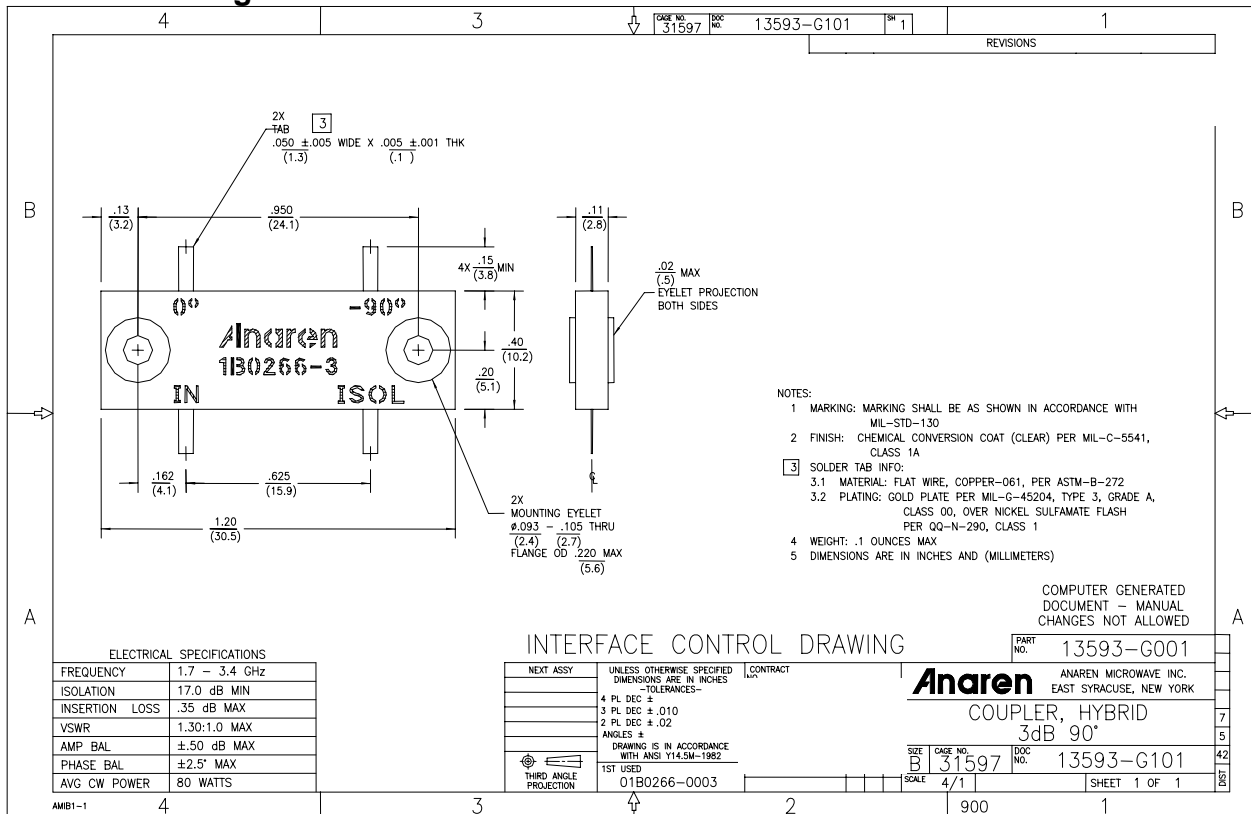 4
3
CAGE NO. 31597
DOC NO. 13593-G101
SH 1
1
REVISIONS
B
B
2X
TAB 3
.050 ±.005 WIDE X .005 ±.001 THK
(1.3) (.1 )
.13
(3.2)
.950
(24.1)
.11
(2.8)
4X .15 MIN
(3.8)
.02 MAX
(.5)
EYELET PROJECTION
BOTH SIDES
0° -90°
Anaren
1B0266-3
IN ISOL
.40
(10.2)
.20
(5.1)
.162
(4.1)
.625
(15.9)
1.20
(30.5)
2X
MOUNTING EYELET
ø.093 - .105 THRU
(2.4) (2.7)
FLANGE OD .220 MAX
(5.6)
NOTES:
1 MARKING: MARKING SHALL BE AS SHOWN IN ACCORDANCE WITH
MIL-STD-130
2 FINISH: CHEMICAL CONVERSION COAT (CLEAR) PER MIL-C-5541,
CLASS 1A
3 SOLDER TAB INFO:
3.1 MATERIAL: FLAT WIRE, COPPER-061, PER ASTM-B-272
3.2 PLATING: GOLD PLATE PER MIL-G-45204, TYPE 3, GRADE A,
CLASS 00, OVER NICKEL SULFAMATE FLASH
PER QQ-N-290, CLASS 1
4 WEIGHT: .1 OUNCES MAX
5 DIMENSIONS ARE IN INCHES AND (MILLIMETERS)
COMPUTER GENERATED
DOCUMENT - MANUAL
CHANGES NOT ALLOWED
A
A
INTERFACE CONTROL DRAWING
ELECTRICAL SPECIFICATIONS
FREQUENCY 1.7 - 3.4 GHz
ISOLATION 17.0 dB MIN
INSERTION LOSS .35 dB MAX
VSWR 1.30:1.0 MAX
AMP BAL ±.50 dB MAX
PHASE BAL ±2.5° MAX
AVG CW POWER 80 WATTS
NEXT ASSY
UNLESS OTHERWISE SPECIFIED
DIMENSIONS ARE IN INCHES
-TOLERANCES-
4 PL DEC ±
3 PL DEC ± .010
2 PL DEC ± .02
ANGLES ±
DRAWING IS IN ACCORDANCE
WITH ANSI Y14.5M-1982
THIRD ANGLE
PROJECTION
1ST USED
01B0266-0003
CONTRACT
PART NO. 13593-G001
Anaren
ANAREN MICROWAVE INC.
EAST SYRACUSE, NEW YORK
COUPLER, HYBRID
3dB 90°
SIZE B
CAGE NO. 31597
DOC NO. 13593-G101
SCALE 4/1
SHEET 1 OF 1
7
5
42
DIST
AMIB1-1
4
3
2
900
1